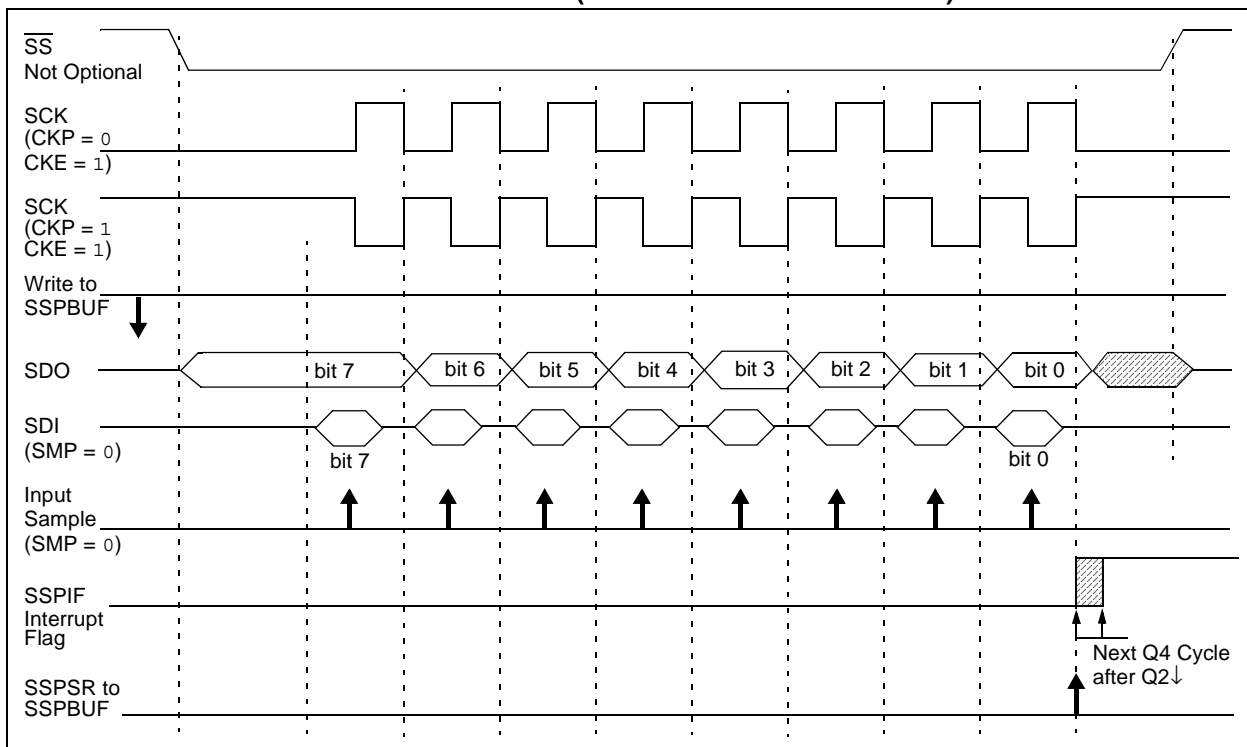 SS
Not Optional
SCK
(CKP = 0
CKE = 1)
SCK
(CKP = 1
CKE = 1)
Write to
SSPBUF
SDO
bit 7
bit 6
bit 5
bit 4
bit 3
bit 2
bit 1
bit 0
SDI
(SMP = 0)
bit 7
bit 0
Input
Sample
(SMP = 0)
SSPIF
Interrupt
Flag
Next Q4 Cycle
after Q2↓
SSPSR to
SSPBUF